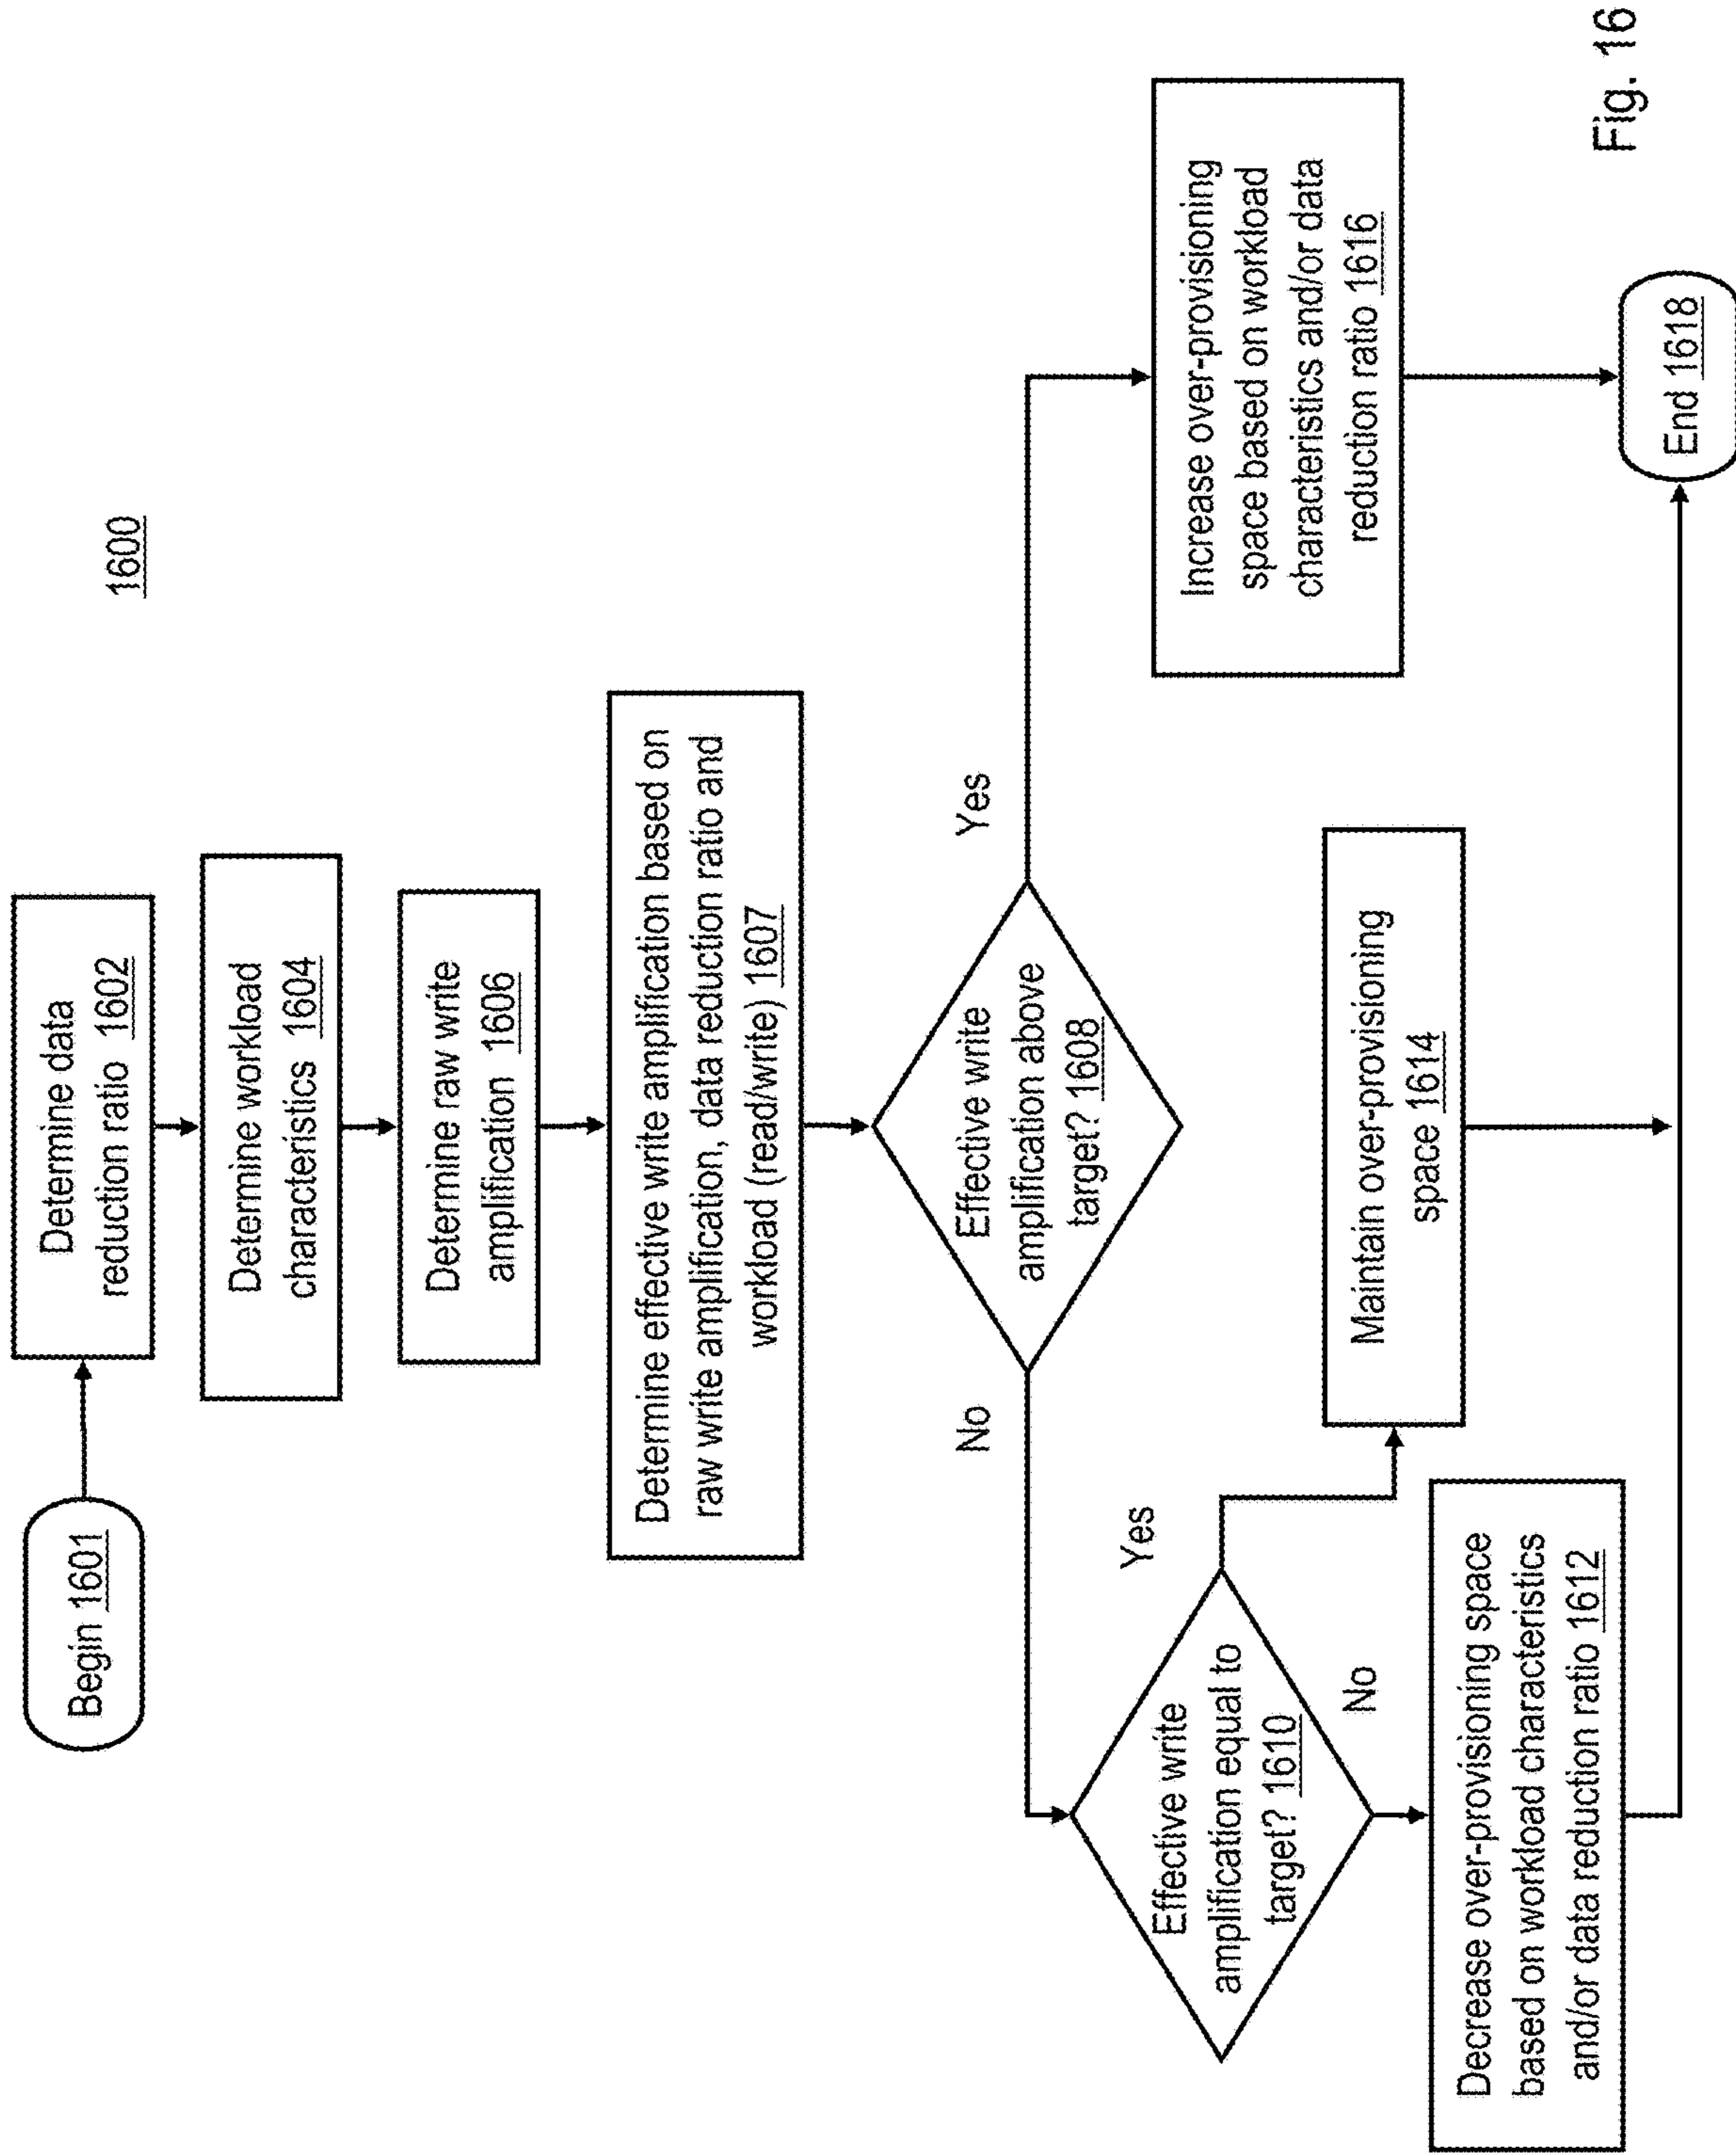 1600
Begin 1601
Determine data
reduction ratio 1602
Determine workload
characteristics 1604
Determine raw write
amplification 1606
Determine effective write amplification based on
raw write amplification, data reduction ratio and
workload (read/write) 1607
Effective write
amplification above
target? 1608
No
Yes
Effective write
amplification equal to
target? 1610
Yes
No
Maintain over-provisioning
space 1614
Increase over-provisioning
space based on workload
characteristics and/or data
reduction ratio 1616
Decrease over-provisioning space
based on workload characteristics
and/or data reduction ratio 1612
End 1618
Fig. 16